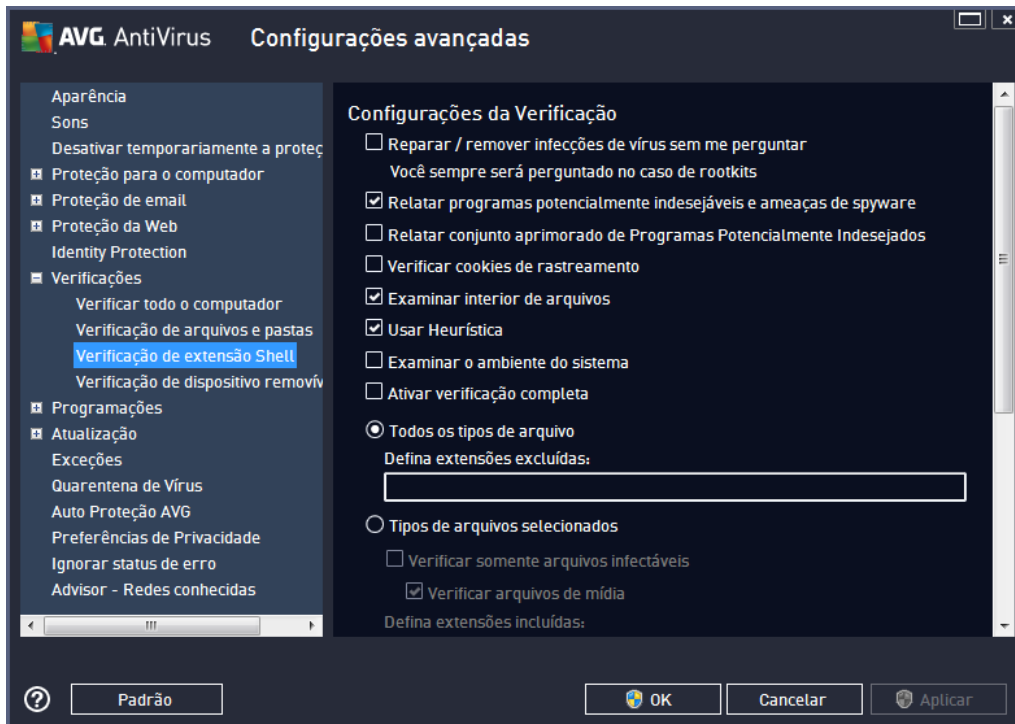 AVG. AntiVirus Configurações avançadas
Aparência
Sons
Desativar temporariamente a proteç
Proteção para o computador
Proteção de email
Proteção da Web
Identity Protection
Verificações
Verificar todo o computador
Verificação de arquivos e pastas
Verificação de extensão Shell
Verificação de dispositivo removív
Programações
Atualização
Exceções
Quarentena de Vírus
Auto Proteção AVG
Preferências de Privacidade
Ignorar status de erro
Advisor - Redes conhecidas
Configurações da Verificação
Reparar / remover infecções de vírus sem me perguntar
Você sempre será perguntado no caso de rootkits
Relatar programas potencialmente indesejáveis e ameaças de spyware
Relatar conjunto aprimorado de Programas Potencialmente Indesejados
Verificar cookies de rastreamento
Examinar interior de arquivos
Usar Heurística
Examinar o ambiente do sistema
Ativar verificação completa
Todos os tipos de arquivo
Defina extensões excluídas:
Tipos de arquivos selecionados
Verificar somente arquivos infectáveis
Verificar arquivos de mídia
Defina extensões incluídas:
? Padrão OK Cancelar Aplicar